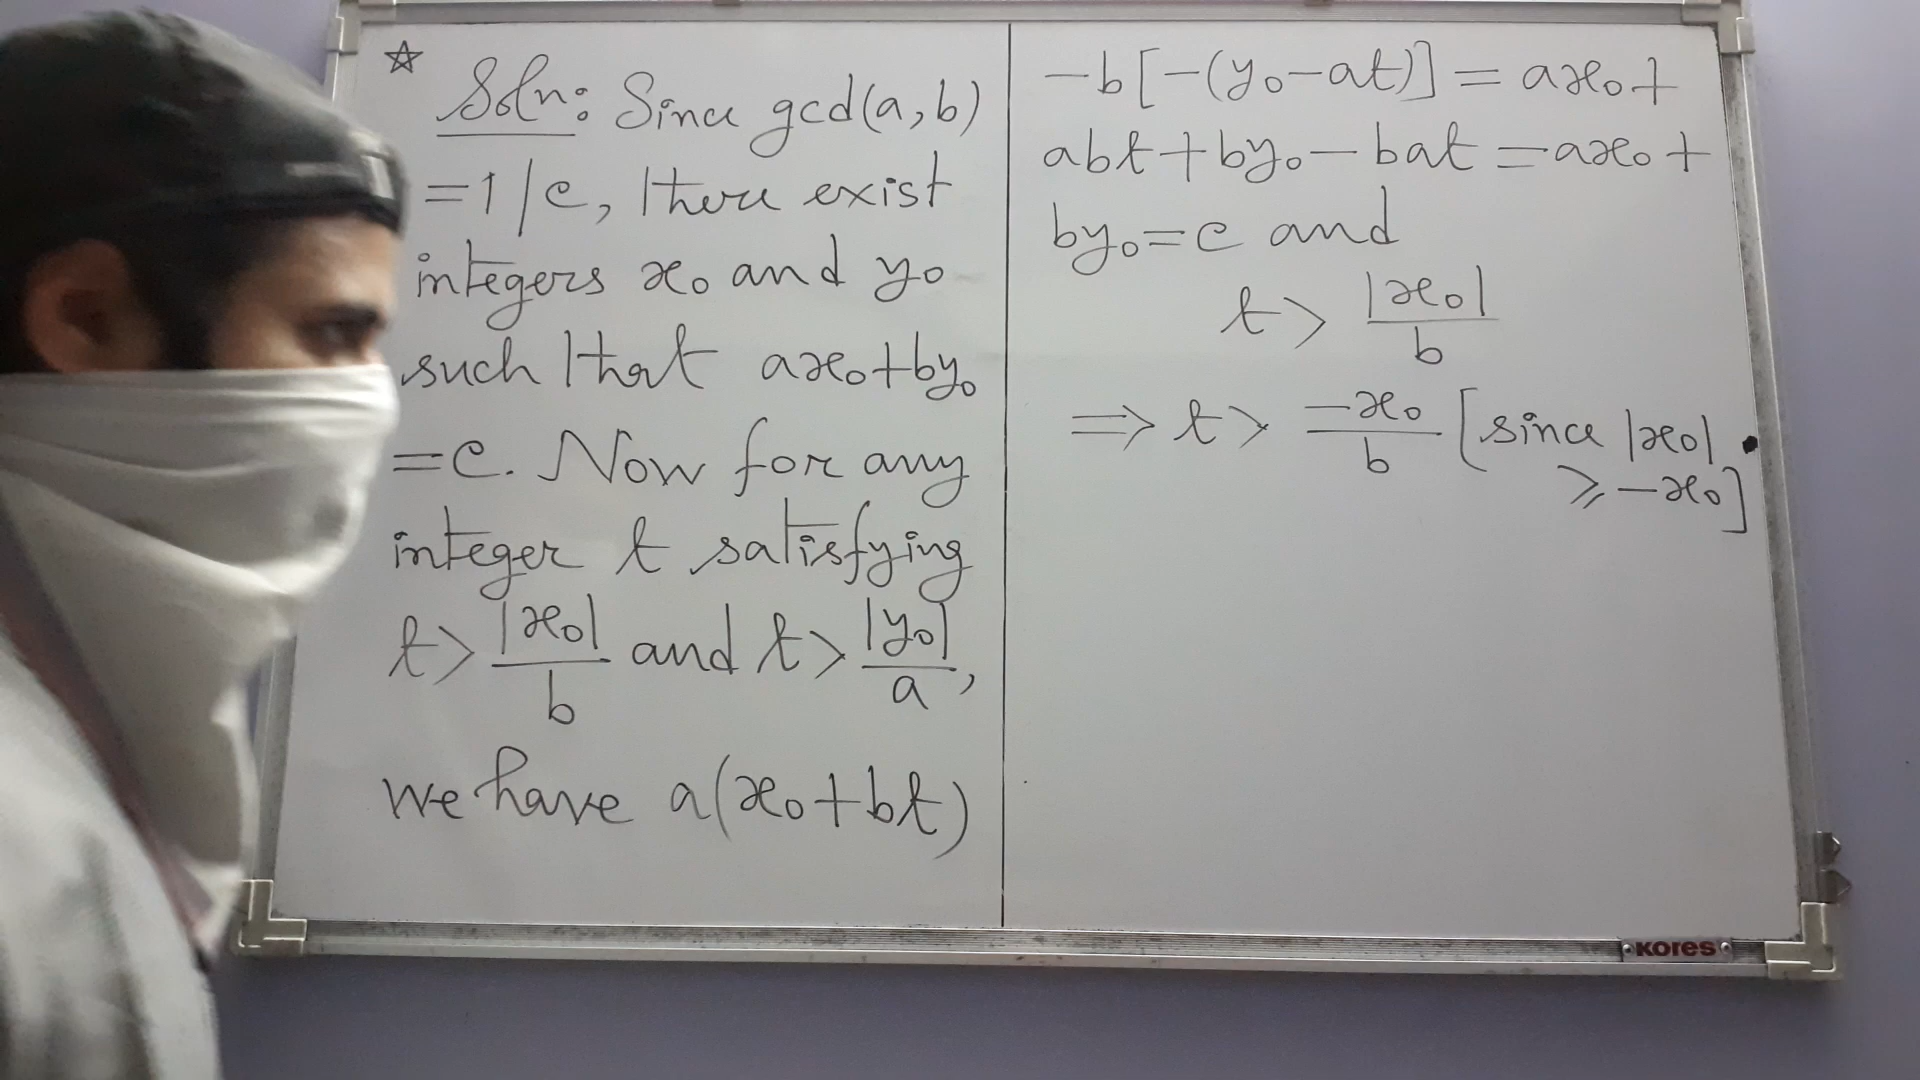 ☆ Soln: Since gcd(a,b)
=1/c, there exist
integers x₀ and y₀
such that ax₀+by₀
=c. Now for any
integer t satisfying
t> |x₀|/b and t> |y₀|/a,
we have a(x₀+bt)
-b[-(y₀-at)] = ax₀+
abt+by₀-bat=ax₀+
by₀=c and
t> |x₀|/b
⇒ t> -x₀/b [since |x₀|
≥-x₀]
KORES